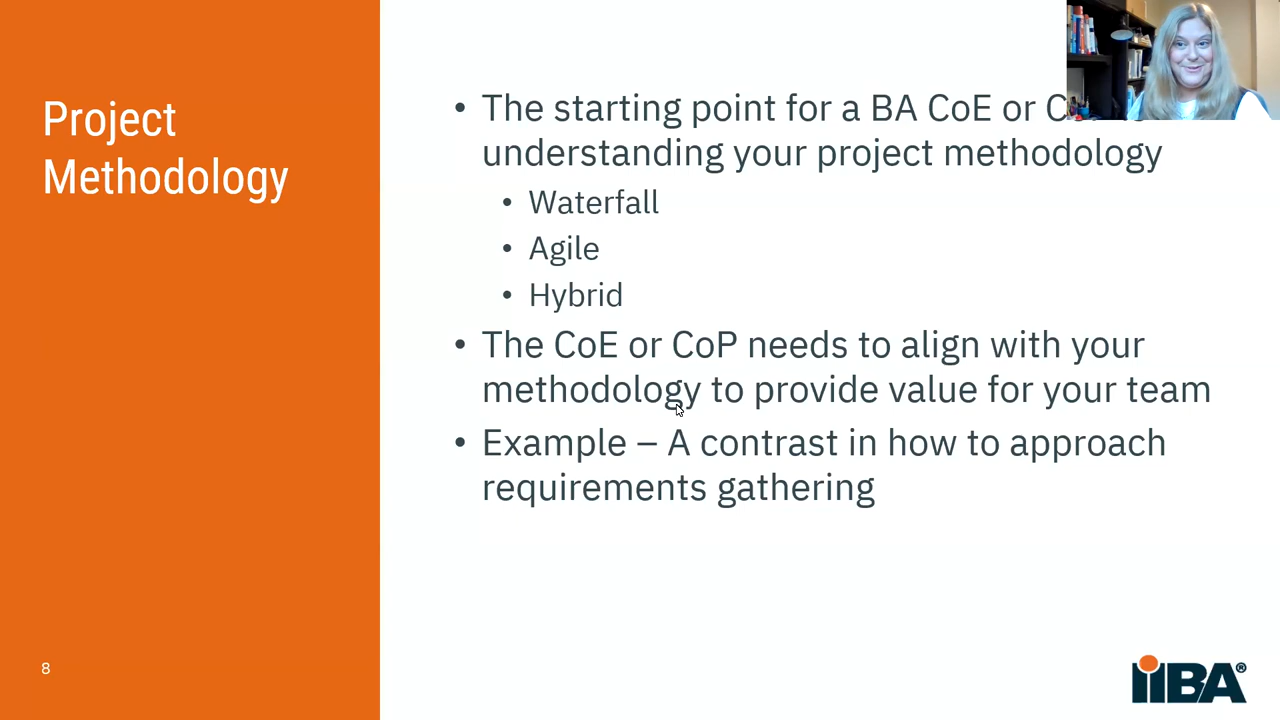 Project
Methodology
• The starting point for a BA CoE or
understanding your project methodology
• Waterfall
• Agile
• Hybrid
• The CoE or CoP needs to align with your
methodology to provide value for your team
• Example – A contrast in how to approach
requirements gathering
8
IIBA®